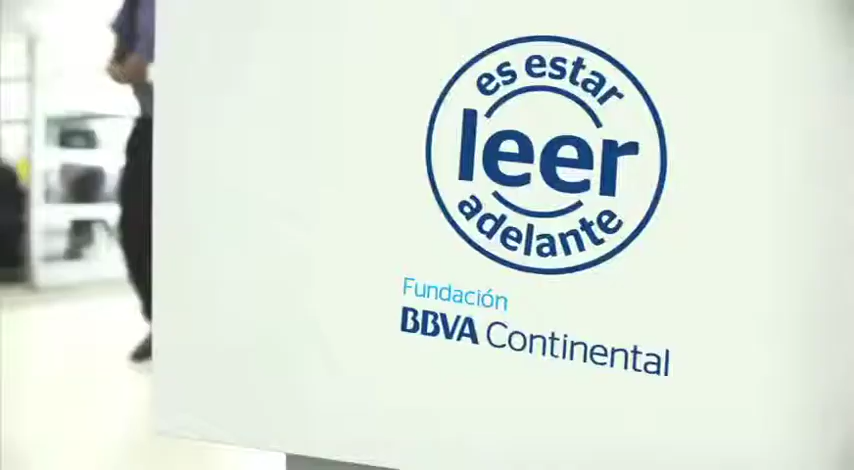 es estar
leer
adelante
Fundación
BBVA Continental